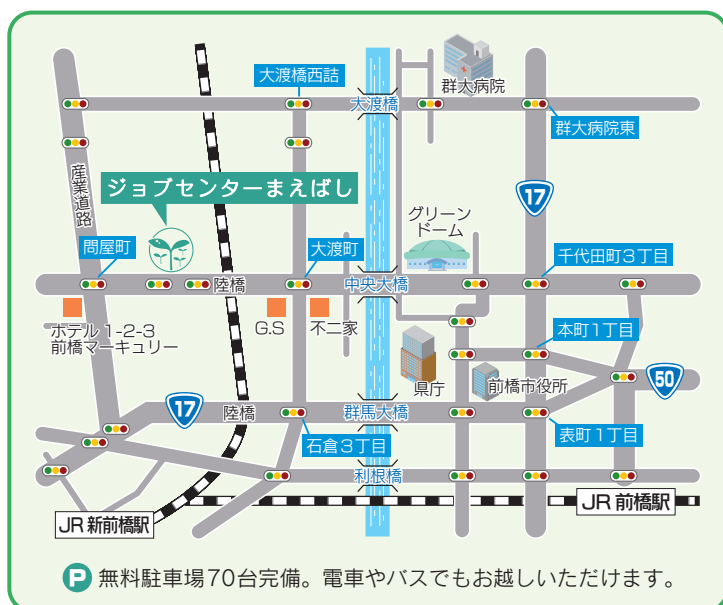 大渡橋西詰
群大病院
大渡橋
群大病院東
産業道路
ジョブセンターまえばし
17
グリーン
ドーム
問屋町
大渡町
千代田町3丁目
陸橋
中央大橋
ホテル 1-2-3
前橋マーキュリー
G.S
不二家
本町1丁目
県庁
前橋市役所
50
17
陸橋
群馬大橋
表町1丁目
石倉3丁目
利根橋
JR 新前橋駅
JR 前橋駅
P 無料駐車場70台完備。電車やバスでもお越しいただけます。